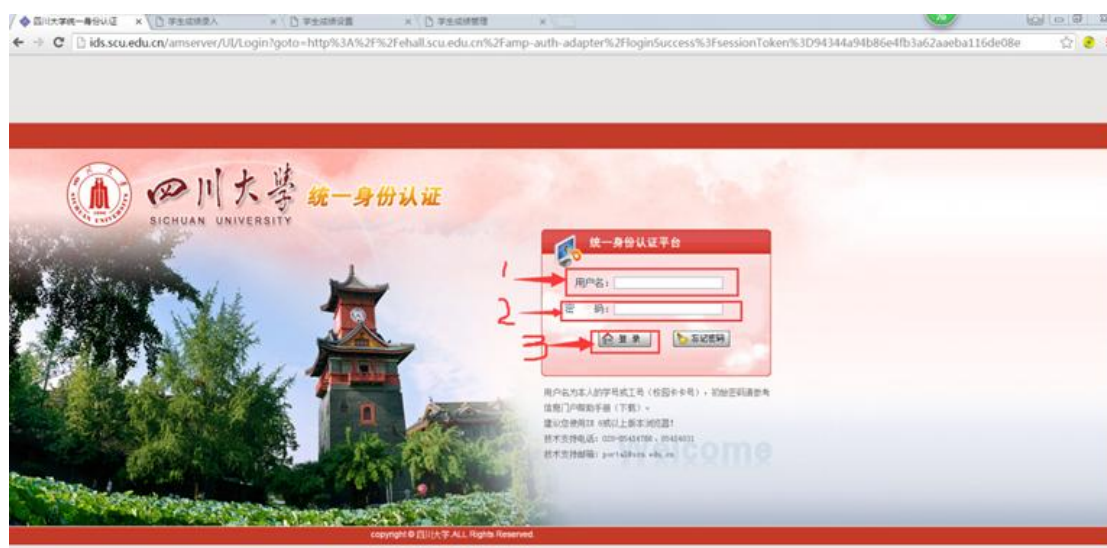 四川大学统一身份认证
学生成绩录入
学生成绩设置
学生成绩管理
ids.scu.edu.cn/amserver/UI/Login?goto=http%3A%2F%2Fehall.scu.edu.cn%2Famp-auth-adapter%2FloginSuccess%3FsessionToken%3D94344a94b86e4fb3a62aaeba116de08e
四川大學 统一身份认证
SICHUAN UNIVERSITY
统一身份认证平台
1
用户名：
2
密 码：
3
登 录
忘记密码
用户名为本人的学号或工号（校园卡卡号），初始密码请参考
信息门户帮助手册（下载）。
建议您使用IE 6或以上版本浏览器！
技术支持电话：
技术支持邮箱：portal@scu.edu.cn
Welcome
copyright © 四川大学.ALL Rights Reserved.